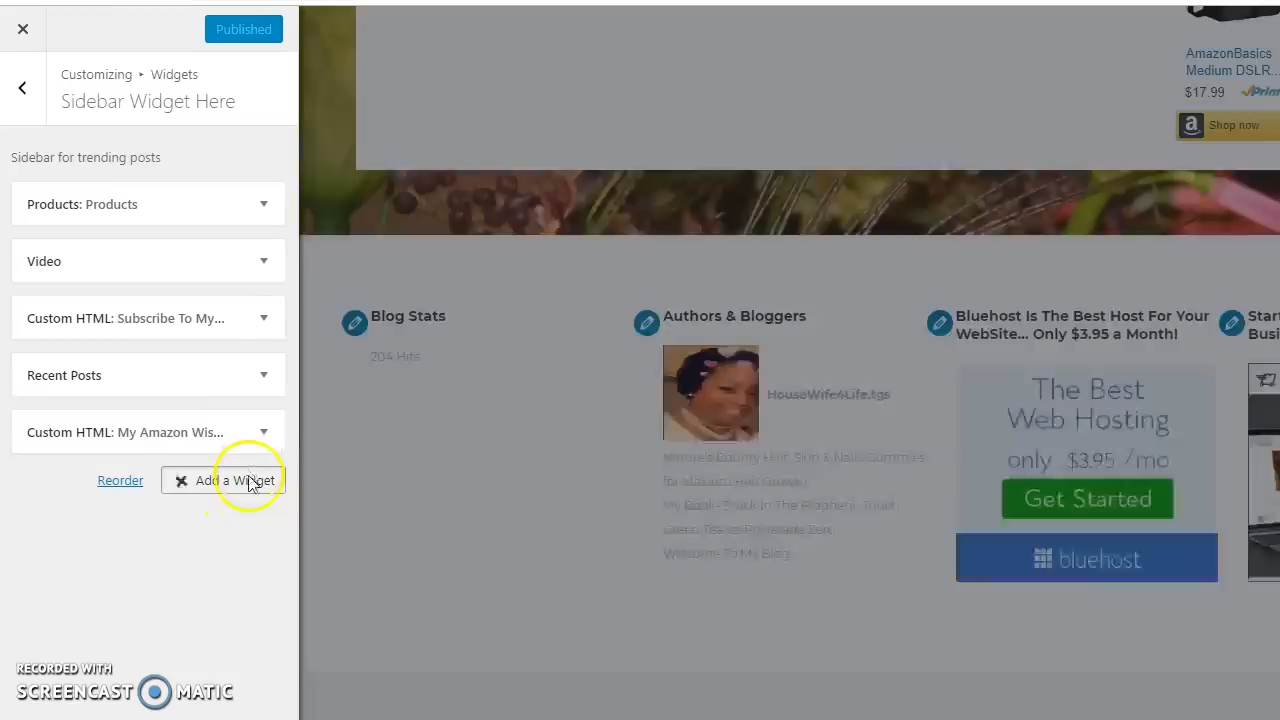 Published
Customizing ▸ Widgets
Sidebar Widget Here
Sidebar for trending posts
Products: Products
Video
Custom HTML: Subscribe To My...
Recent Posts
Custom HTML: My Amazon Wis...
Reorder
Add a Widget
RECORDED WITH
SCREENCAST MATIC
AmazonBasics
Medium DSLR...
$17.99
Shop now
Blog Stats
204 Hits
Authors & Bloggers
HouseWife4Life.tgs
Welcome To My Blog
Bluehost Is The Best Host For Your
WebSite... Only $3.95 a Month!
The Best
Web Hosting
only $3.95 /mo
Get Started
bluehost